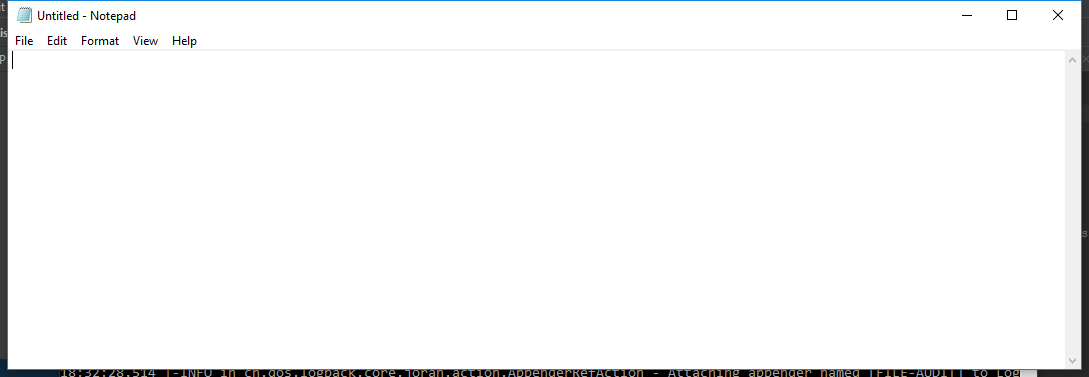 Untitled - Notepad
File Edit Format View Help
18:32:28.514 |-INFO in ch.qos.logback.core.joran.action.AppenderRefAction - Attaching appender named [FILE-AUDIT] to Log